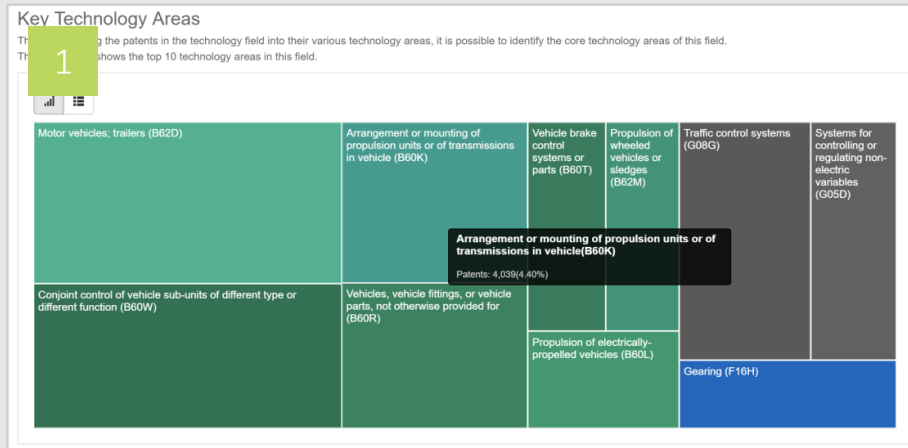 Key Technology Areas
Th g the patents in the technology field into their various technology areas, it is possible to identify the core technology areas of this field.
Th shows the top 10 technology areas in this field.
1
Motor vehicles; trailers (B62D)
Arrangement or mounting of
propulsion units or of transmissions
in vehicle (B60K)
Vehicle brake
control
systems or
parts (B60T)
Propulsion of
wheeled
vehicles or
sledges
(B62M)
Traffic control systems
(G08G)
Systems for
controlling or
regulating non-
electric
variables
(G05D)
Arrangement or mounting of propulsion units or of
transmissions in vehicle(B60K)
Patents: 4,039(4.40%)
Conjoint control of vehicle sub-units of different type or
different function (B60W)
Vehicles, vehicle fittings, or vehicle
parts, not otherwise provided for
(B60R)
Propulsion of electrically-
propelled vehicles (B60L)
Gearing (F16H)